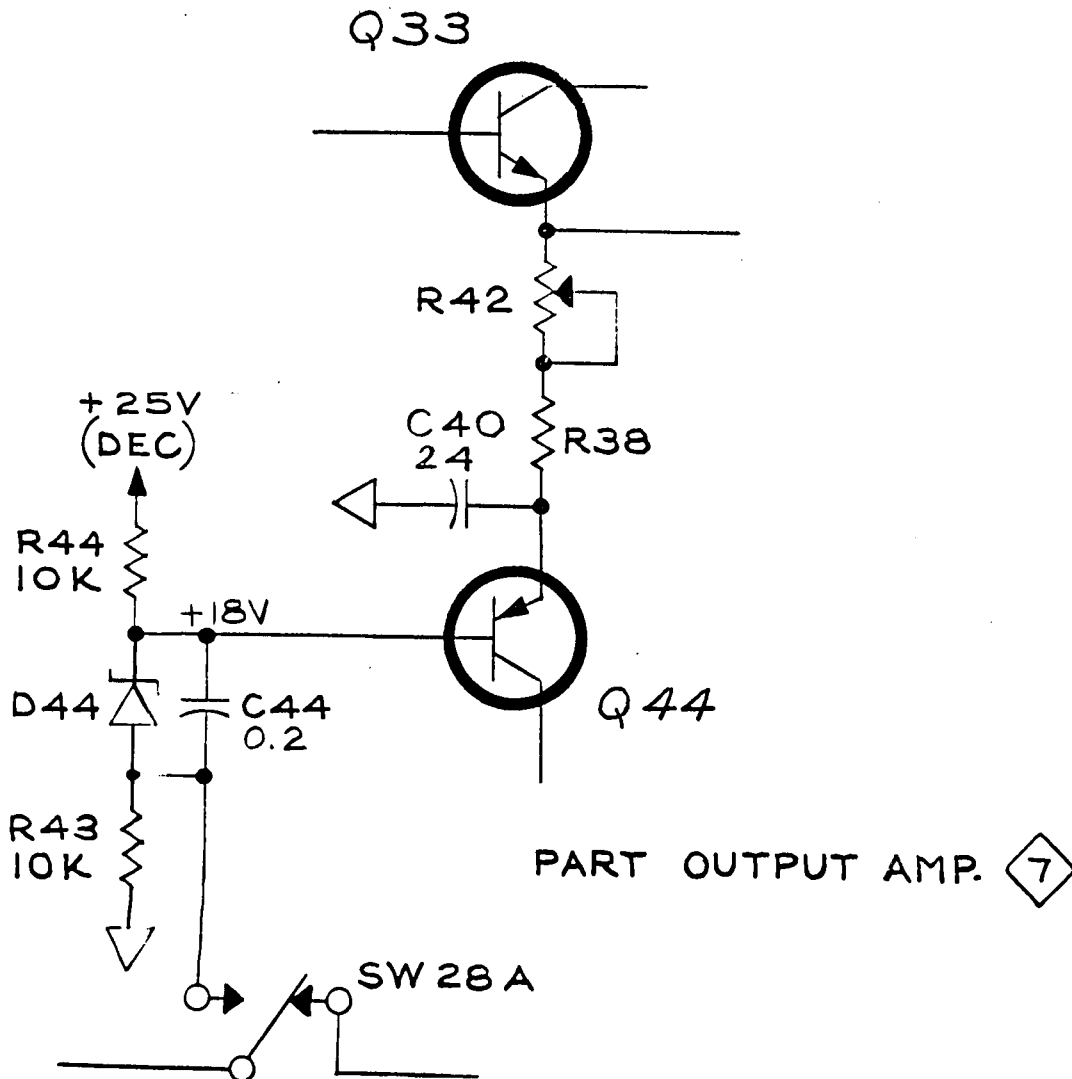 Q33
R42
+25V
(DEC)
C40
24
R38
R44
10K
+18V
D44
C44
0.2
Q44
R43
10K
PART OUTPUT AMP. 7
SW28A